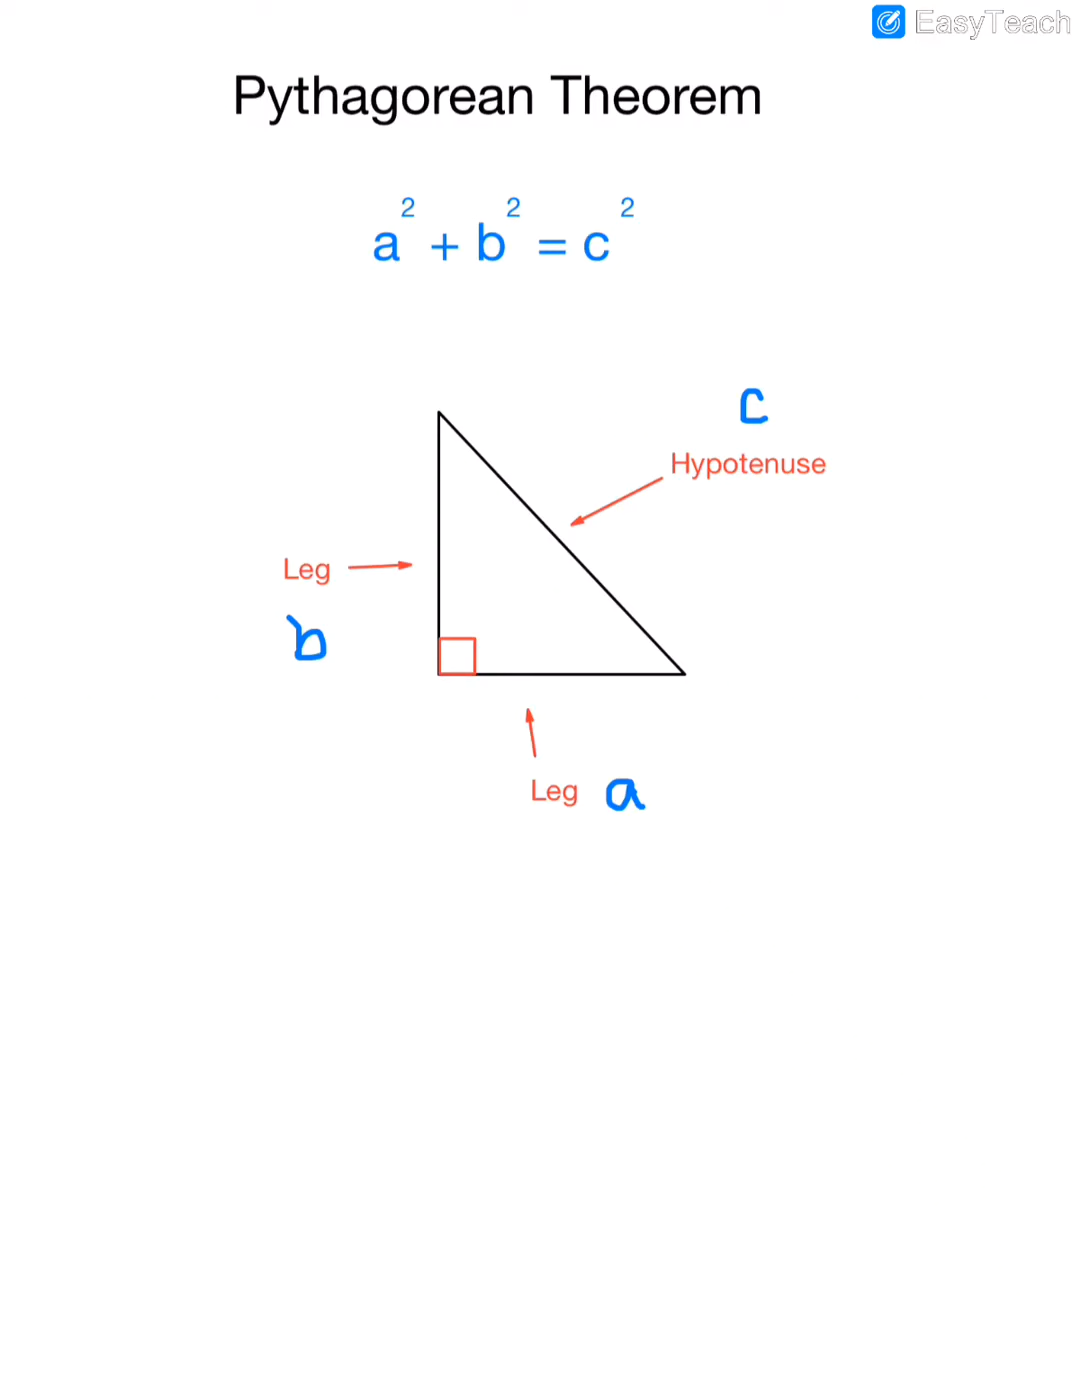 EasyTeach
Pythagorean Theorem
a² + b² = c²
c
Hypotenuse
Leg
b
Leg a